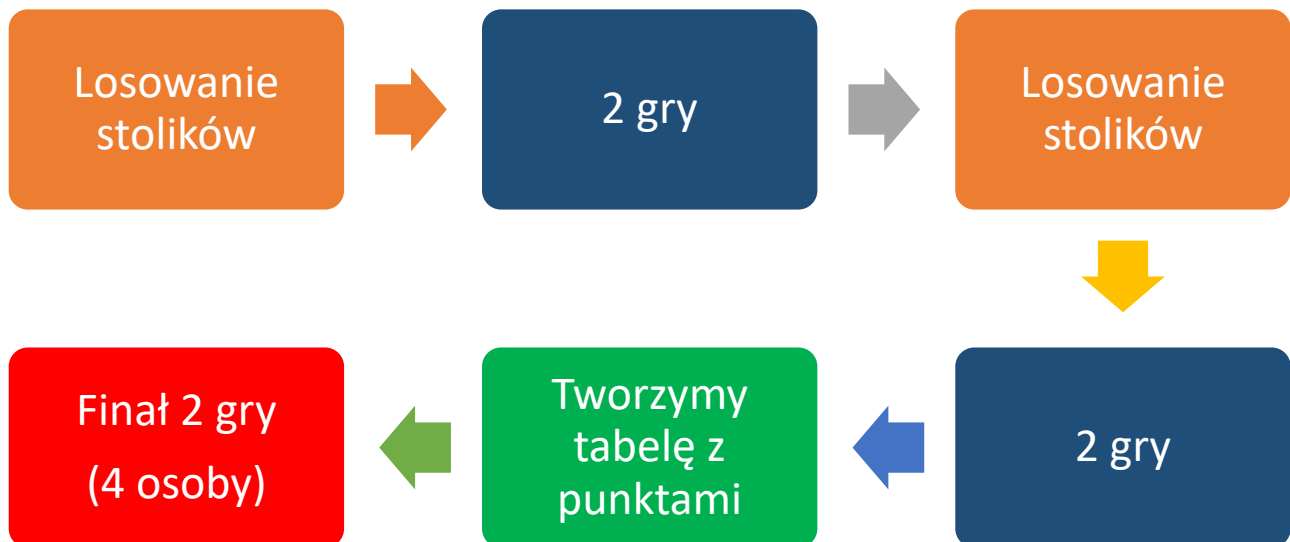 Losowanie
stolików
2 gry
Losowanie
stolików
2 gry
Tworzymy
tabelę z
punktami
Finał 2 gry
(4 osoby)